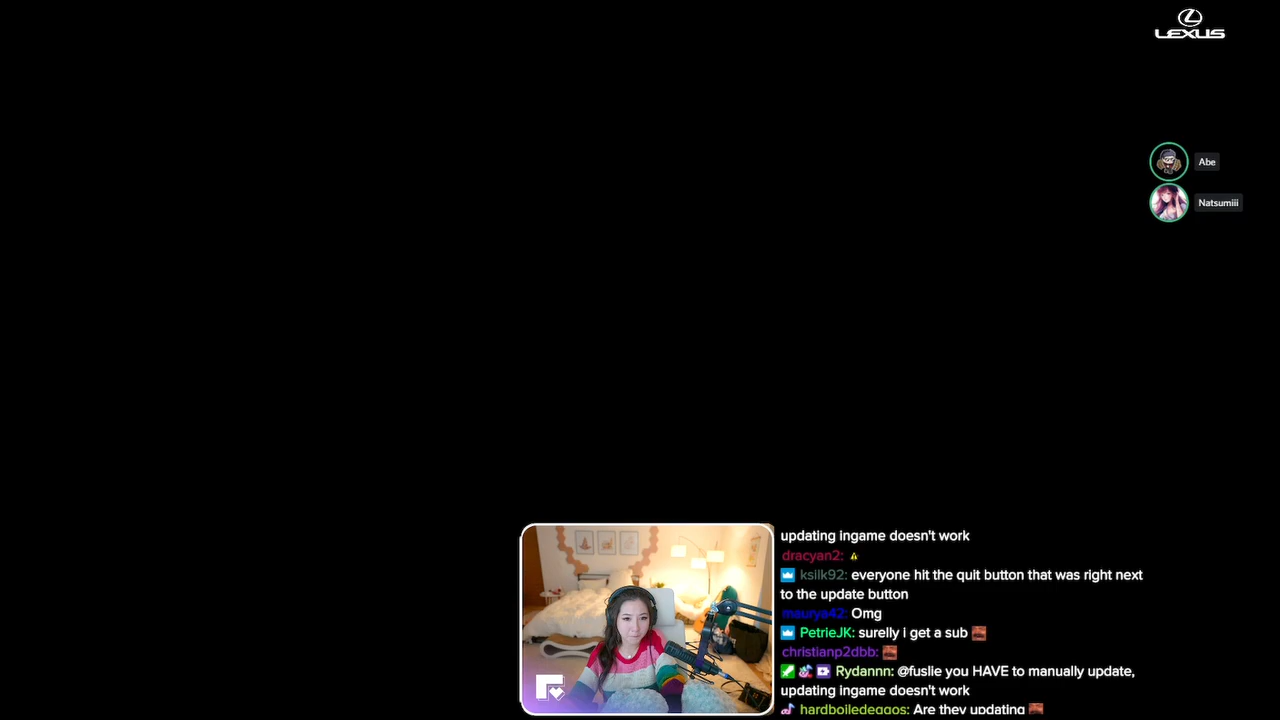 LEXUS
Abe
Natsumiii
updating ingame doesn't work
dracyan2:
ksilk92: everyone hit the quit button that was right next
to the update button
maurya42: Omg
PetrieJK: surelly i get a sub
christianp2dbb:
Rydannn: @fuslie you HAVE to manually update,
updating ingame doesn't work
hardboiledeggos: Are they updating